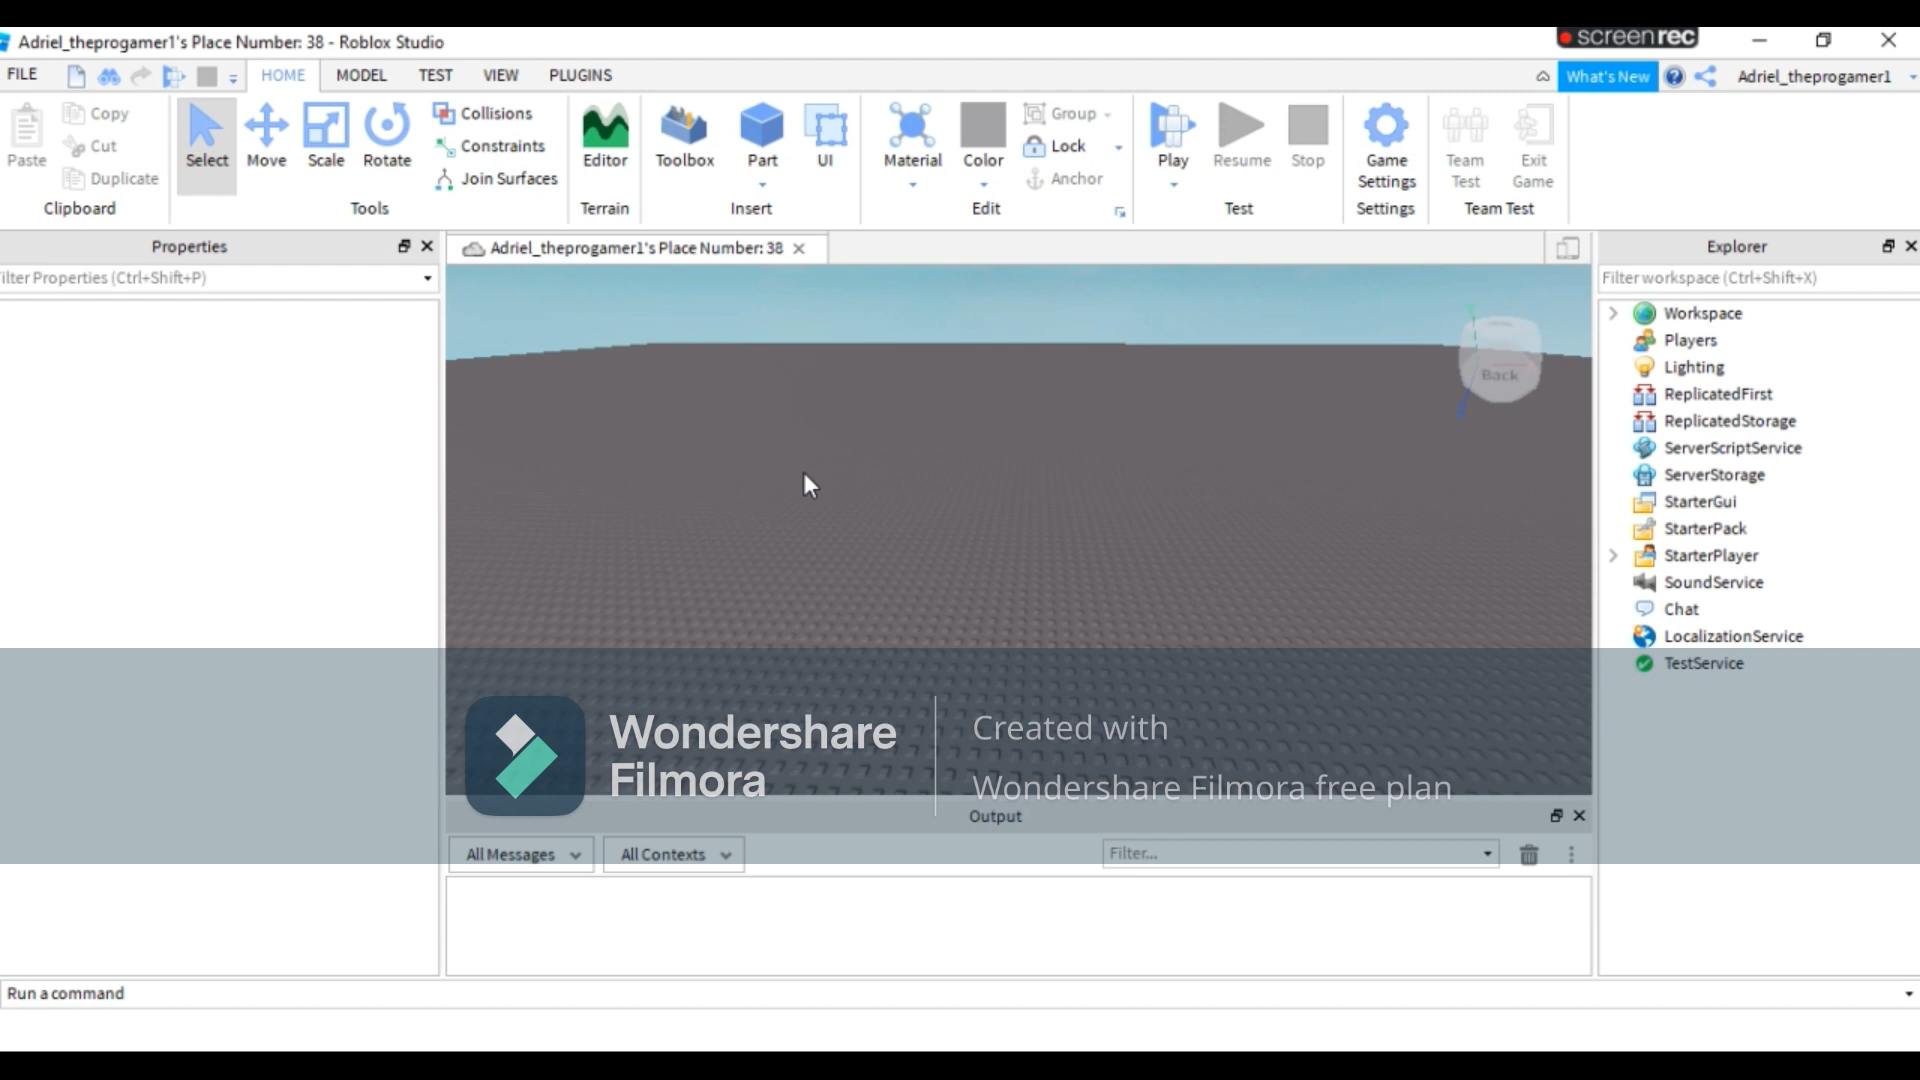 Adriel_theprogamer1's Place Number: 38 - Roblox Studio
screenrec
FILE
HOME
MODEL
TEST
VIEW
PLUGINS
What's New
Adriel_theprogamer1
Paste
Copy
Cut
Duplicate
Clipboard
Select
Move
Scale
Rotate
Collisions
Constraints
Join Surfaces
Tools
Editor
Terrain
Toolbox
Part
UI
Insert
Material
Color
Group
Lock
Anchor
Edit
Play
Resume
Stop
Test
Game
Settings
Settings
Team
Test
Exit
Game
Team Test
Properties
ilter Properties (Ctrl+Shift+P)
Adriel_theprogamer1's Place Number: 38
Back
Explorer
Filter workspace (Ctrl+Shift+X)
Workspace
Players
Lighting
ReplicatedFirst
ReplicatedStorage
ServerScriptService
ServerStorage
StarterGui
StarterPack
StarterPlayer
SoundService
Chat
LocalizationService
TestService
Wondershare
Filmora
Created with
Wondershare Filmora free plan
Output
All Messages
All Contexts
Filter...
Run a command